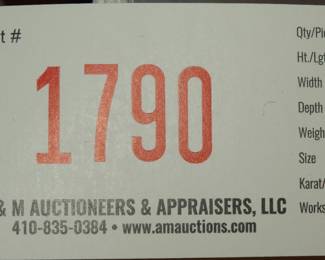 t #
1790
& M AUCTIONEERS & APPRAISERS, LLC
410-835-0384 • www.amauctions.com
Qty/Pi
Ht./Lgt
Width
Depth
Weigh
Size
Karat/
Works